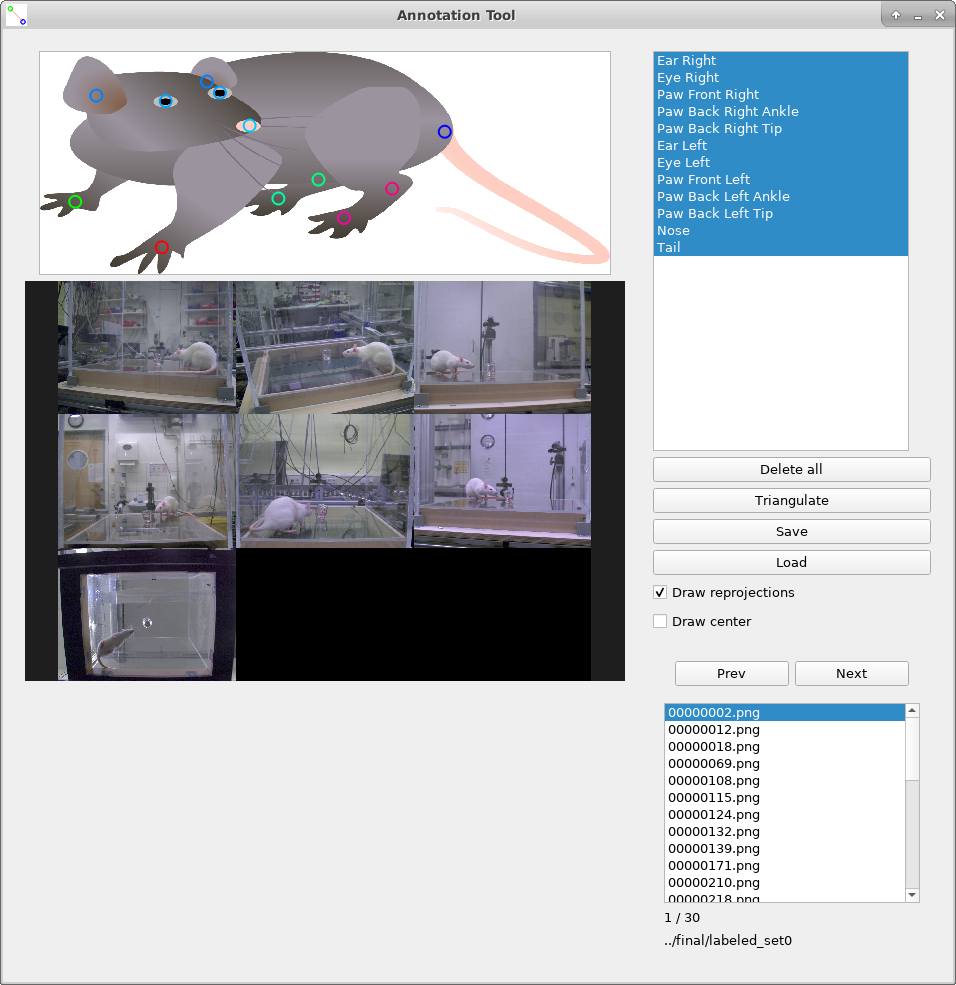 Annotation Tool
Ear Right
Eye Right
Paw Front Right
Paw Back Right Ankle
Paw Back Right Tip
Ear Left
Eye Left
Paw Front Left
Paw Back Left Ankle
Paw Back Left Tip
Nose
Tail
Delete all
Triangulate
Save
Load
Draw reprojections
Draw center
Prev
Next
00000002.png
00000012.png
00000018.png
00000069.png
00000108.png
00000115.png
00000124.png
00000132.png
00000139.png
00000171.png
00000210.png
00000218.png
1 / 30
../final/labeled_set0